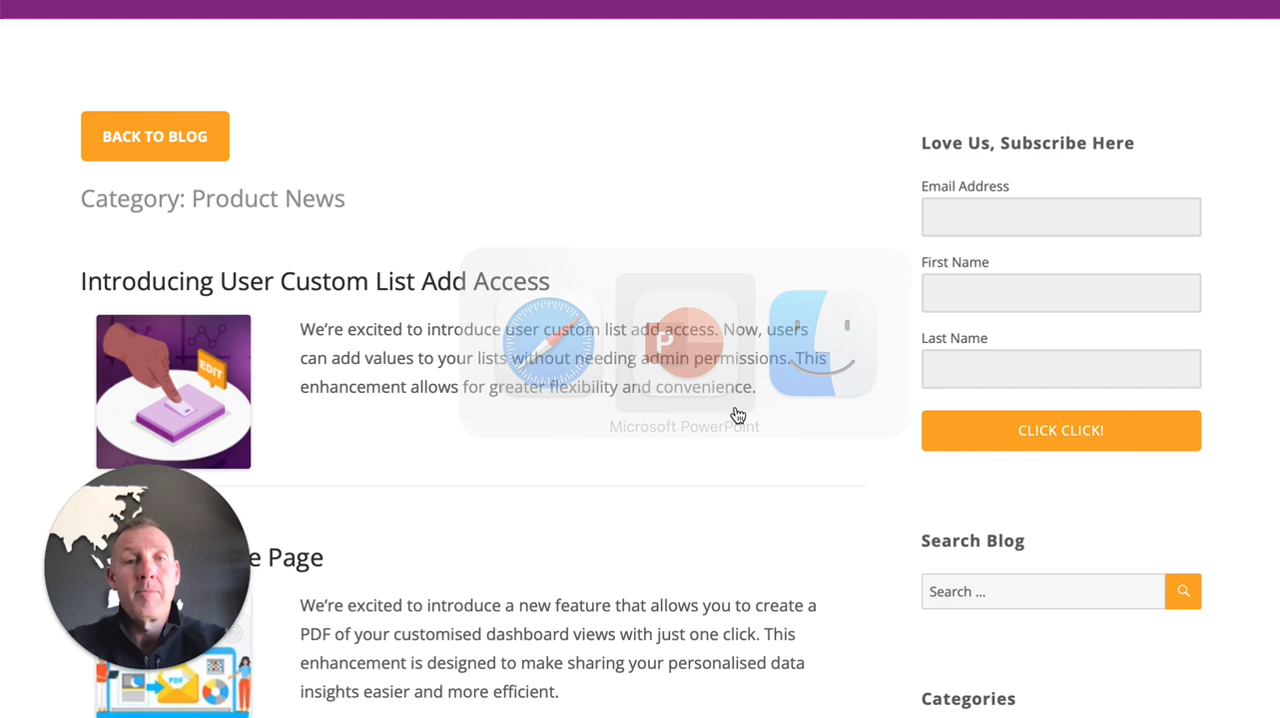 BACK TO BLOG
Category: Product News
Introducing User Custom List Add Access
EDIT
We're excited to introduce user custom list add access. Now, users
can add values to your lists without needing admin permissions. This
enhancement allows for greater flexibility and convenience.
P
Microsoft PowerPoint
e Page
We're excited to introduce a new feature that allows you to create a
PDF of your customised dashboard views with just one click. This
enhancement is designed to make sharing your personalised data
insights easier and more efficient.
PDF
Love Us, Subscribe Here
Email Address
First Name
Last Name
CLICK CLICK!
Search Blog
Search ...
Categories